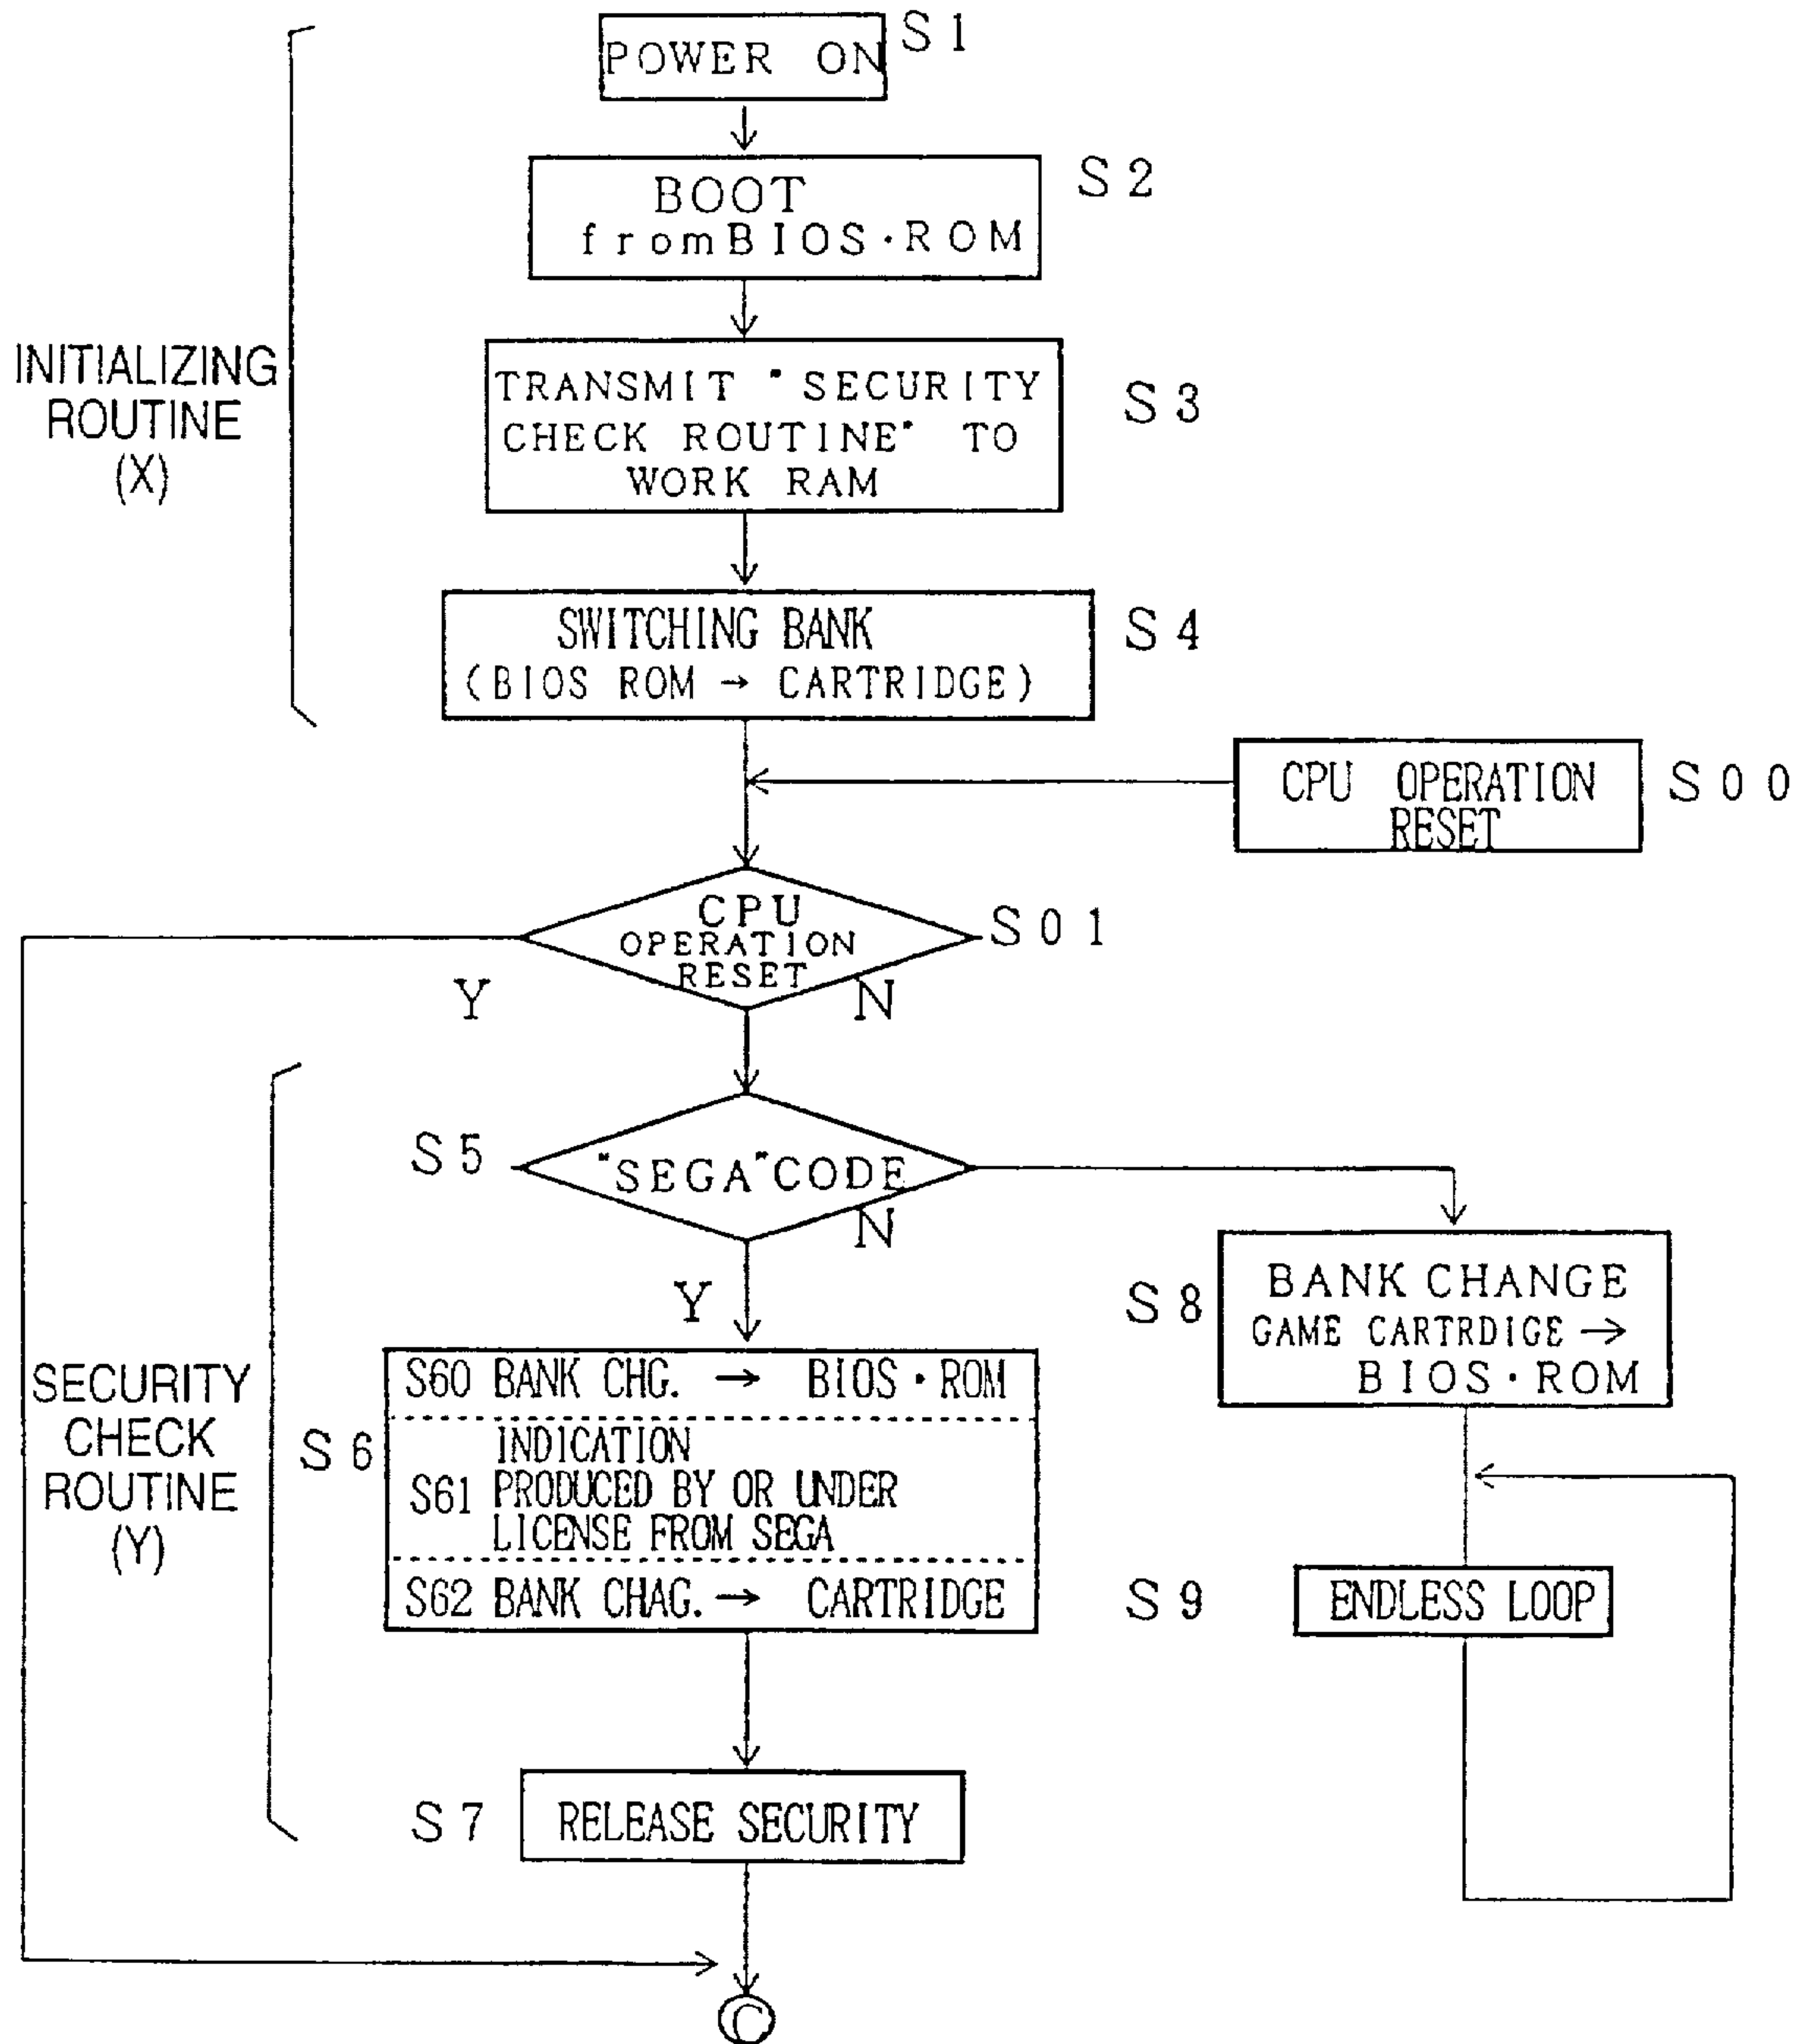 POWER ON
S1
BOOT
from BIOS·ROM
S2
INITIALIZING
ROUTINE
(X)
TRANSMIT "SECURITY
CHECK ROUTINE" TO
WORK RAM
S3
SWITCHING BANK
(BIOS ROM → CARTRIDGE)
S4
CPU OPERATION
RESET
S00
CPU
OPERATION
RESET
S01
Y
N
S5
"SEGA" CODE
N
Y
BANK CHANGE
GAME CARTRDIGE →
BIOS·ROM
S8
SECURITY
CHECK
ROUTINE
(Y)
S6
S60 BANK CHG. → BIOS·ROM
INDICATION
S61 PRODUCED BY OR UNDER
LICENSE FROM SEGA
S62 BANK CHAG. → CARTRIDGE
S9
ENDLESS LOOP
S7
RELEASE SECURITY
C